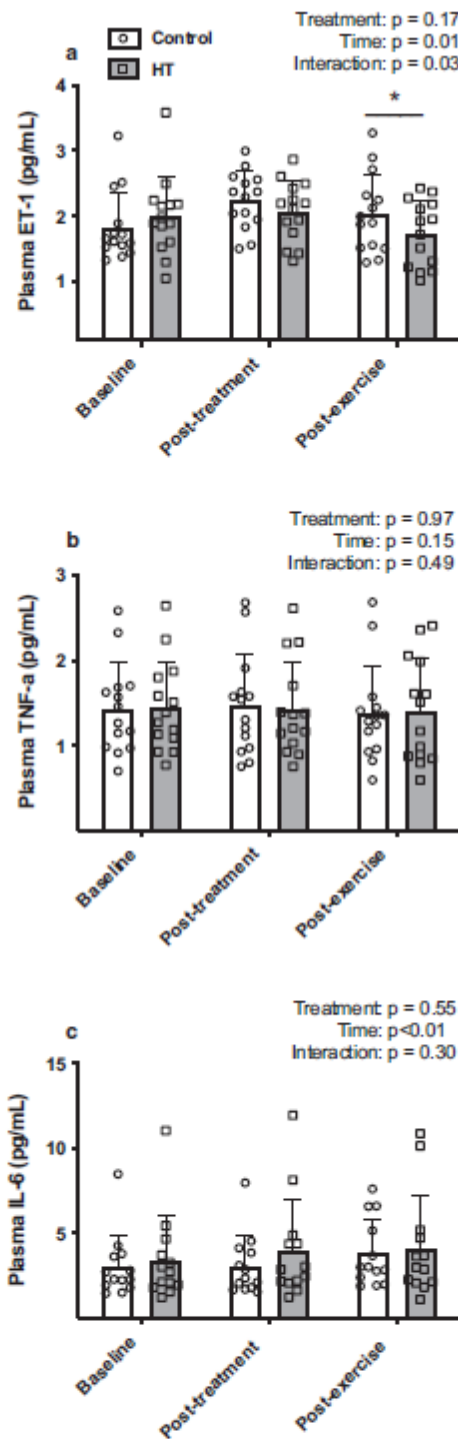 Treatment: p = 0.17
Time: p = 0.01
Interaction: p = 0.03
a
Control
HT
*
Plasma ET-1 (pg/mL)
4
3
2
1
Baseline
Post-treatment
Post-exercise
Treatment: p = 0.97
Time: p = 0.15
Interaction: p = 0.49
b
Plasma TNF-a (pg/mL)
3
2
1
Baseline
Post-treatment
Post-exercise
Treatment: p = 0.55
Time: p<0.01
Interaction: p = 0.30
c
Plasma IL-6 (pg/mL)
15
10
5
Baseline
Post-treatment
Post-exercise